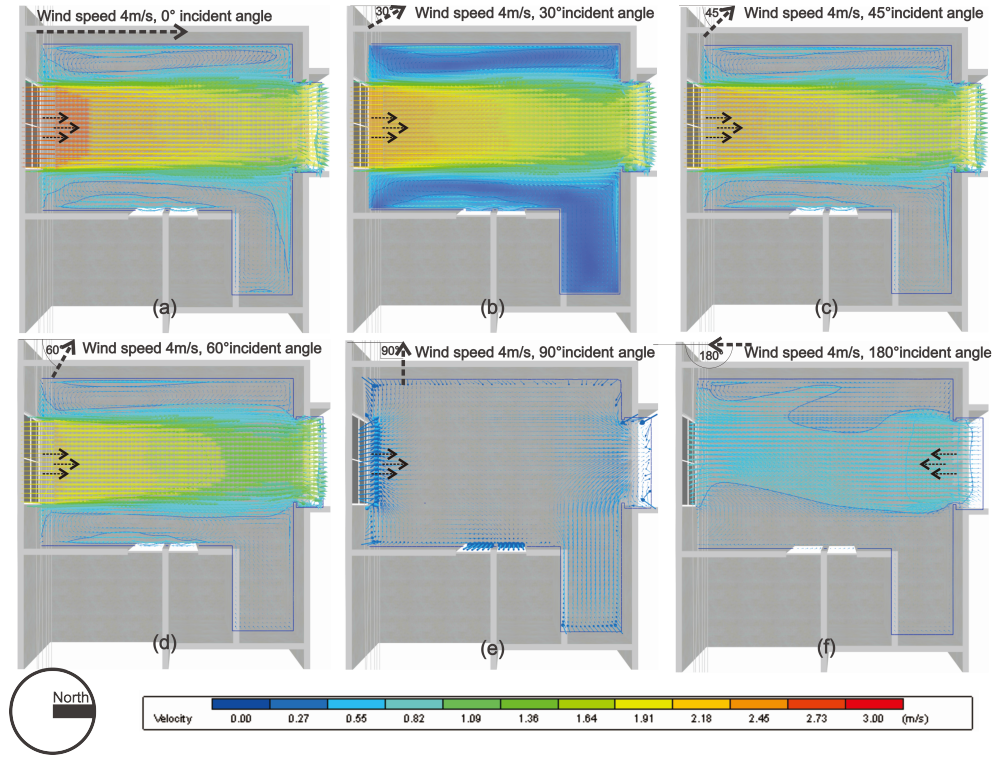 Wind speed 4m/s, 0° incident angle
30° Wind speed 4m/s, 30°incident angle
45° Wind speed 4m/s, 45°incident angle
(a)
(b)
(c)
60° Wind speed 4m/s, 60°incident angle
90° Wind speed 4m/s, 90°incident angle
180° Wind speed 4m/s, 180°incident angle
(d)
(e)
(f)
North
Velocity 0.00 0.27 0.55 0.82 1.09 1.36 1.64 1.91 2.18 2.45 2.73 3.00 (m/s)